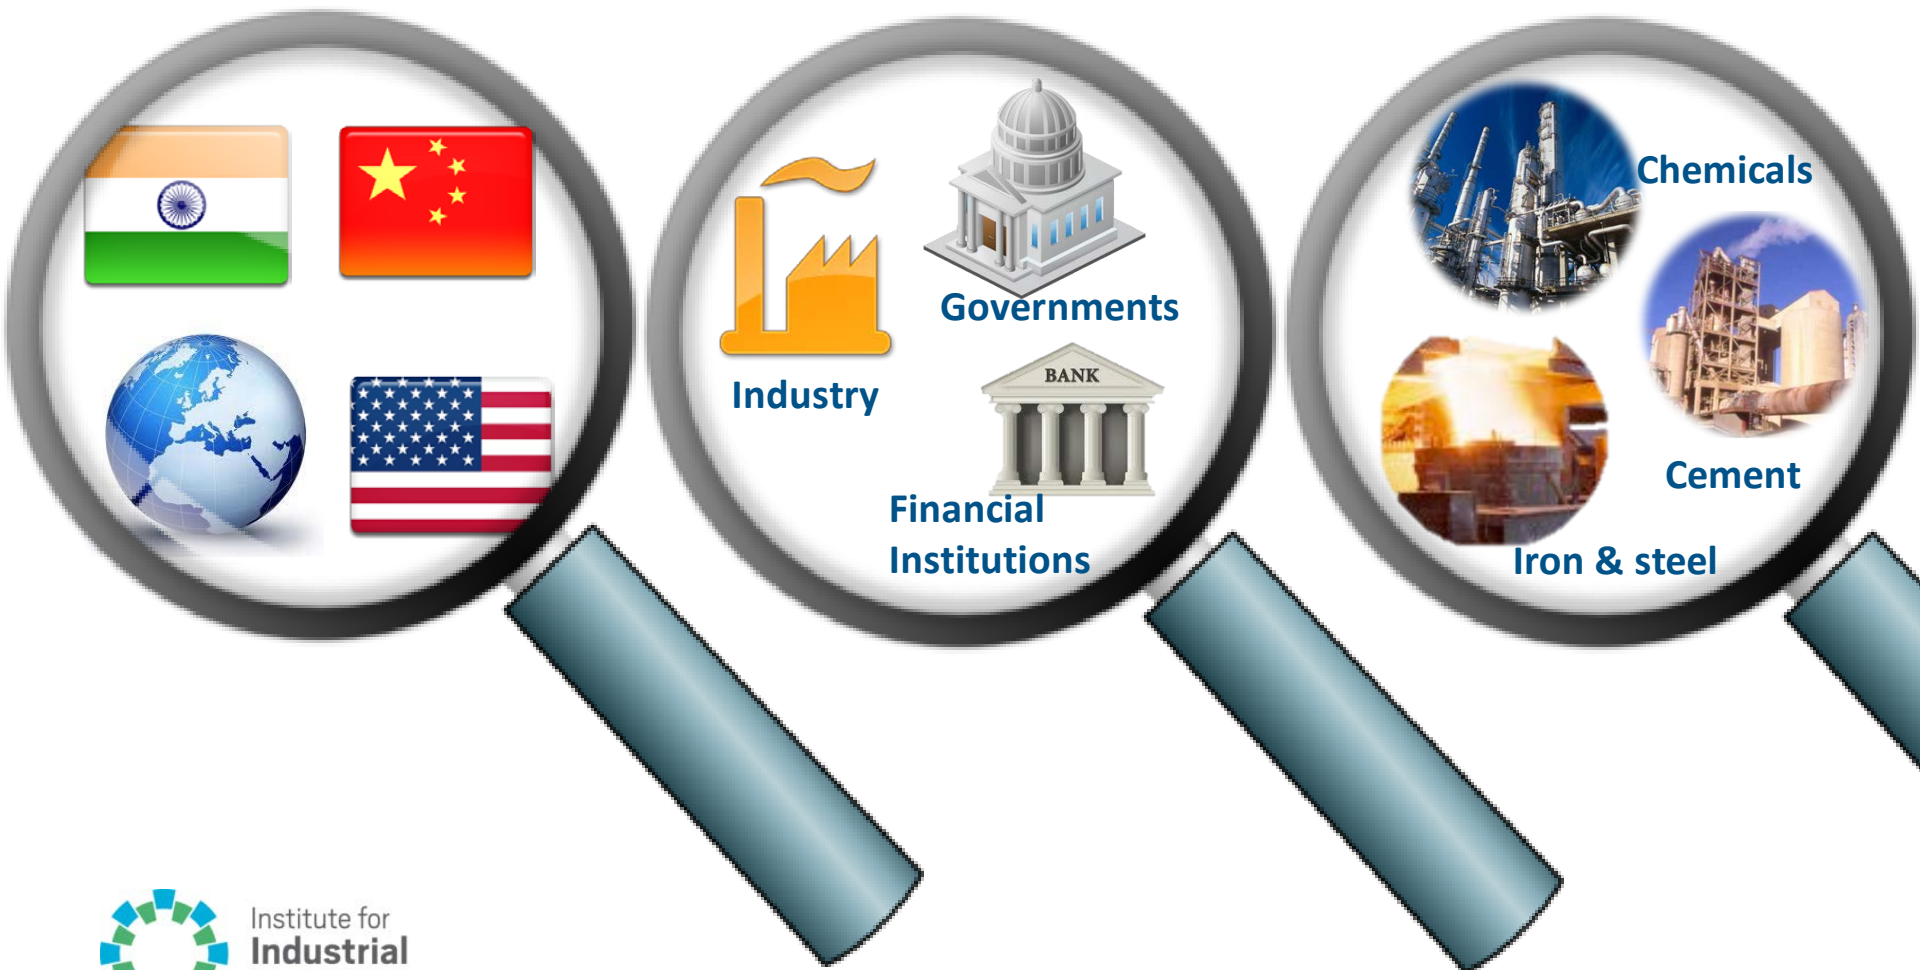 Industry
Governments
BANK
Financial
Institutions
Chemicals
Cement
Iron & steel
Institute for
Industrial